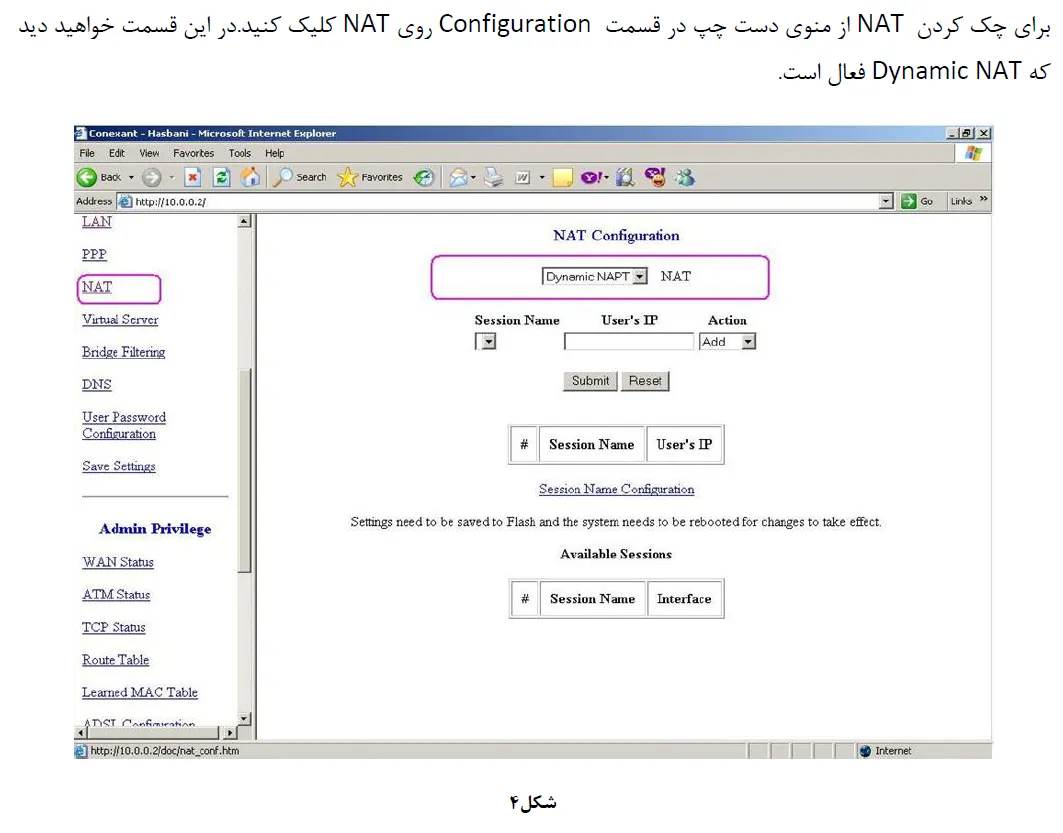 برای چک کردن NAT از منوی دست چپ در قسمت Configuration روی NAT کلیک کنید.در این قسمت خواهید دید
که Dynamic NAT فعال است.
Conexant - Hasbani - Microsoft Internet Explorer
File Edit View Favorites Tools Help
Back Search Favorites
Address http://10.0.0.2/ Go Links »
LAN
PPP
NAT
Virtual Server
Bridge Filtering
DNS
User Password
Configuration
Save Settings
Admin Privilege
WAN Status
ATM Status
TCP Status
Route Table
Learned MAC Table
ADSL Configuration
NAT Configuration
Dynamic NAPT NAT
Session Name User's IP Action
Add
Submit Reset
# Session Name User's IP
Session Name Configuration
Settings need to be saved to Flash and the system needs to be rebooted for changes to take effect.
Available Sessions
# Session Name Interface
http://10.0.0.2/doc/nat_conf.htm Internet
شکل۴